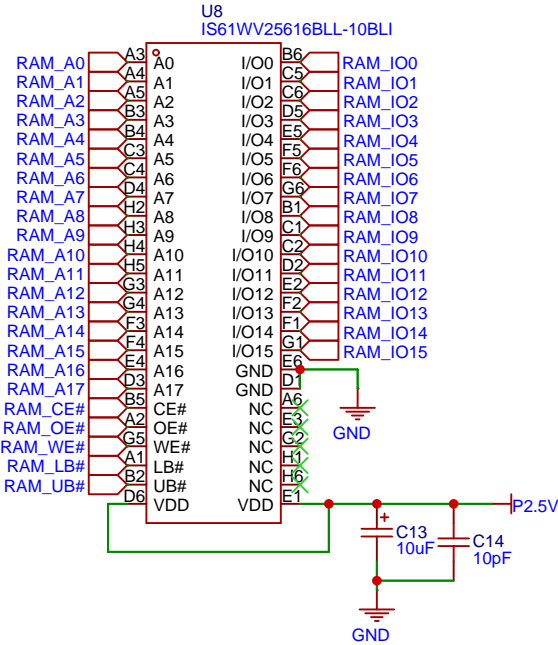 U8
IS61WV25616BLL-10BLI
RAM_A0 A3 A0 I/O0 B6 RAM_IO0
RAM_A1 A4 A1 I/O1 C5 RAM_IO1
RAM_A2 A5 A2 I/O2 C6 RAM_IO2
RAM_A3 B3 A3 I/O3 D5 RAM_IO3
RAM_A4 B4 A4 I/O4 E5 RAM_IO4
RAM_A5 C3 A5 I/O5 F5 RAM_IO5
RAM_A6 C4 A6 I/O6 F6 RAM_IO6
RAM_A7 D4 A7 I/O7 G6 RAM_IO7
RAM_A8 H2 A8 I/O8 B1 RAM_IO8
RAM_A9 H3 A9 I/O9 C1 RAM_IO9
RAM_A10 H4 A10 I/O10 C2 RAM_IO10
RAM_A11 H5 A11 I/O11 D2 RAM_IO11
RAM_A12 G3 A12 I/O12 E2 RAM_IO12
RAM_A13 G4 A13 I/O13 F2 RAM_IO13
RAM_A14 F3 A14 I/O14 F1 RAM_IO14
RAM_A15 F4 A15 I/O15 G1 RAM_IO15
RAM_A16 E4 A16 GND E6
RAM_A17 D3 A17 GND D1
RAM_CE# B5 CE# NC A6
RAM_OE# A2 OE# NC E3
RAM_WE# G5 WE# NC G2
RAM_LB# A1 LB# NC H1
RAM_UB# B2 UB# NC H6
D6 VDD VDD E1
GND
P2.5V
+
C13
10uF
C14
10pF
GND